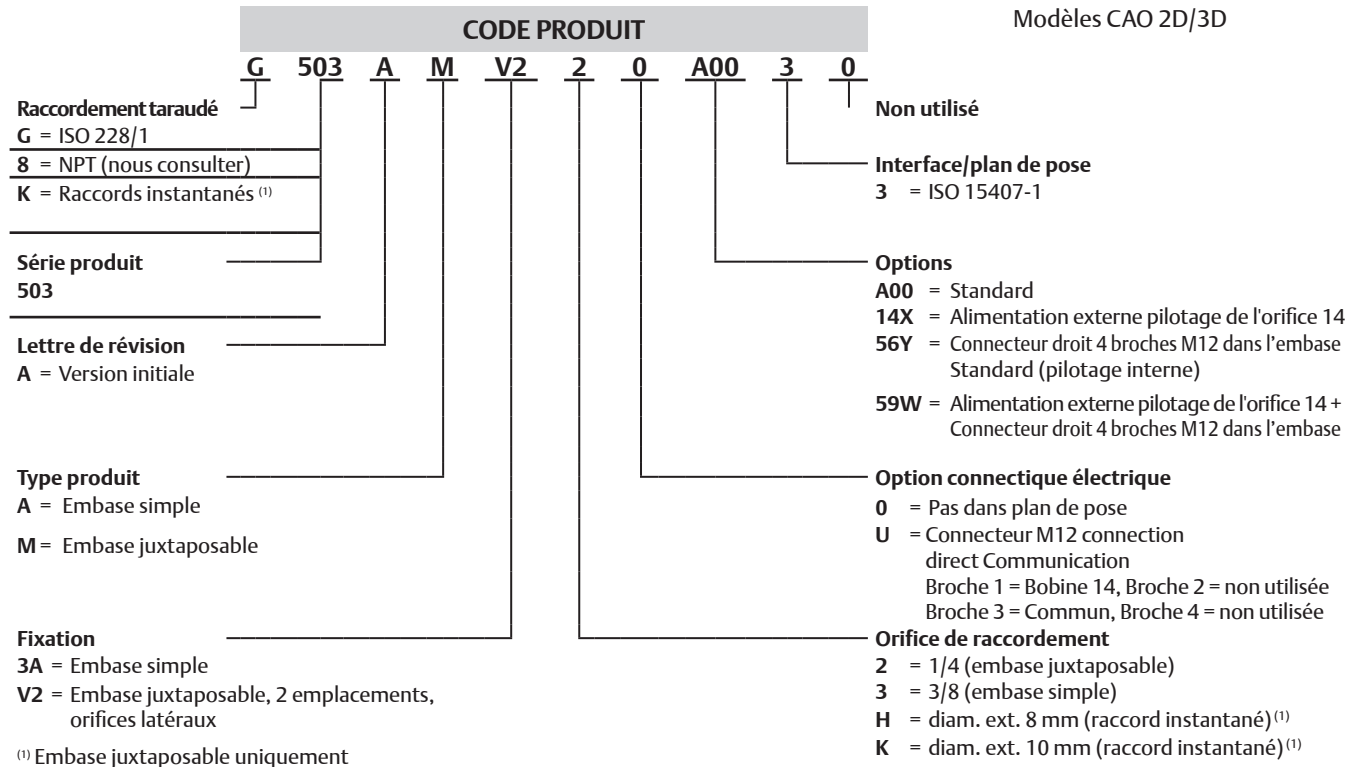 CODE PRODUIT
Modèles CAO 2D/3D
G 503 A M V2 2 0 A00 3 0
Raccordement taraudé
G = ISO 228/1
8 = NPT (nous consulter)
K = Raccords instantanés (1)
Série produit
503
Lettre de révision
A = Version initiale
Type produit
A = Embase simple
M = Embase juxtaposable
Fixation
3A = Embase simple
V2 = Embase juxtaposable, 2 emplacements,
orifices latéraux
(1) Embase juxtaposable uniquement
Non utilisé
Interface/plan de pose
3 = ISO 15407-1
Options
A00 = Standard
14X = Alimentation externe pilotage de l'orifice 14
56Y = Connecteur droit 4 broches M12 dans l’embase
Standard (pilotage interne)
59W = Alimentation externe pilotage de l'orifice 14 +
Connecteur droit 4 broches M12 dans l’embase
Option connectique électrique
0 = Pas dans plan de pose
U = Connecteur M12 connection
direct Communication
Broche 1 = Bobine 14, Broche 2 = non utilisée
Broche 3 = Commun, Broche 4 = non utilisée
Orifice de raccordement
2 = 1/4 (embase juxtaposable)
3 = 3/8 (embase simple)
H = diam. ext. 8 mm (raccord instantané) (1)
K = diam. ext. 10 mm (raccord instantané) (1)